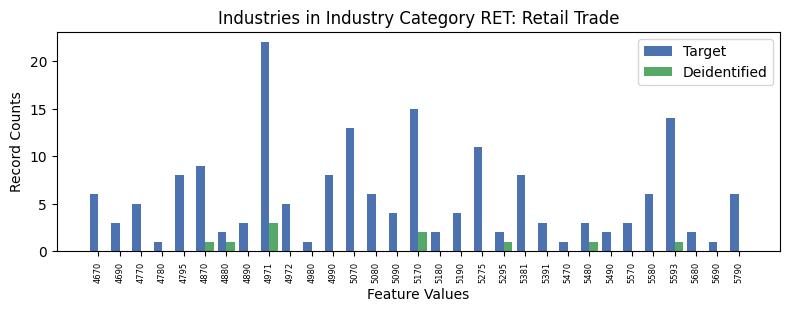 Industries in Industry Category RET: Retail Trade
Target
Deidentified
Record Counts
20
15
10
5
0
4670 4690 4770 4780 4795 4870 4880 4890 4971 4972 4980 4990 5070 5080 5090 5170 5180 5190 5275 5295 5381 5391 5470 5480 5490 5570 5580 5593 5680 5690 5790
Feature Values